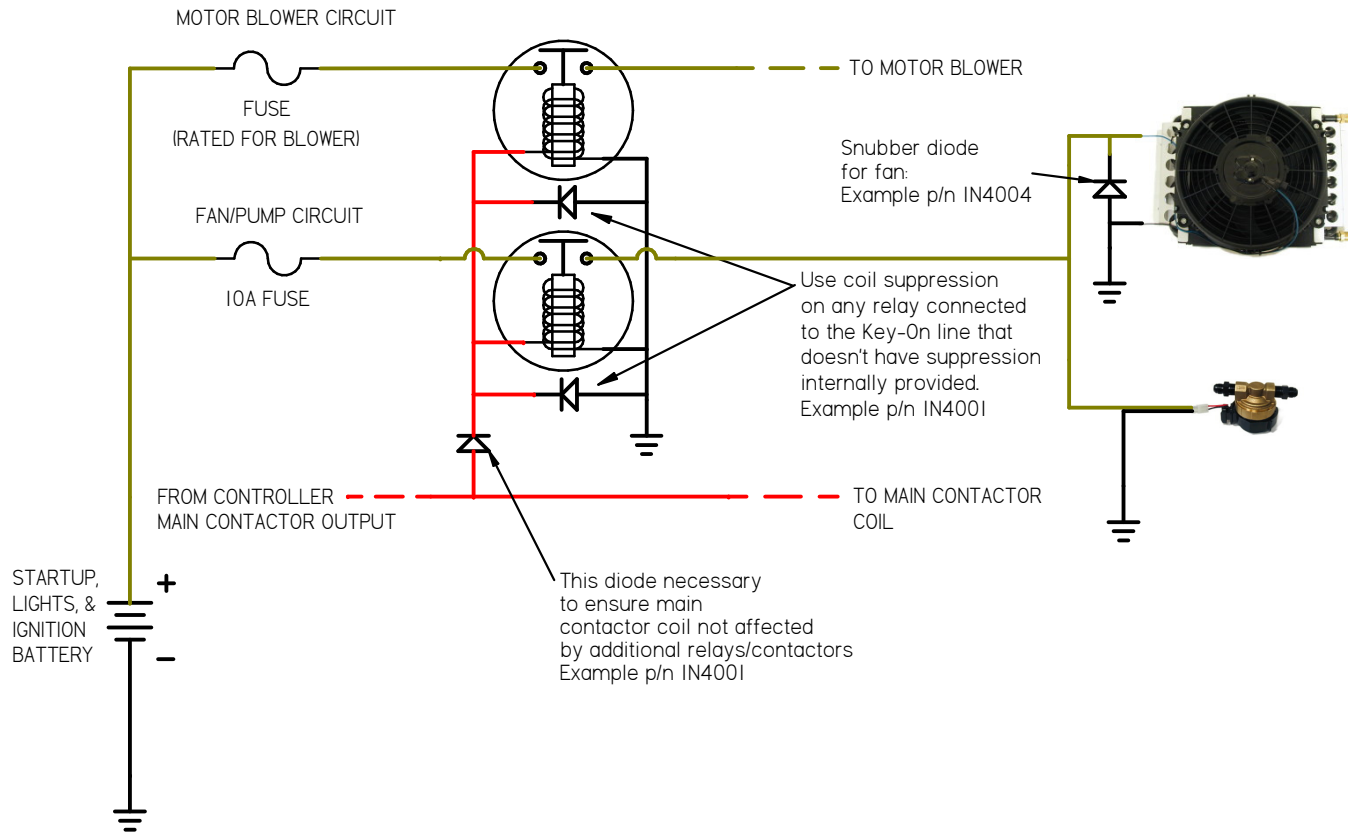 MOTOR BLOWER CIRCUIT
FUSE
(RATED FOR BLOWER)
TO MOTOR BLOWER
Snubber diode
for fan:
Example p/n IN4004
FAN/PUMP CIRCUIT
10A FUSE
Use coil suppression
on any relay connected
to the Key-On line that
doesn't have suppression
internally provided.
Example p/n IN4001
FROM CONTROLLER
MAIN CONTACTOR OUTPUT
TO MAIN CONTACTOR
COIL
STARTUP,
LIGHTS, &
IGNITION
BATTERY
+
−
This diode necessary
to ensure main
contactor coil not affected
by additional relays/contactors
Example p/n IN4001